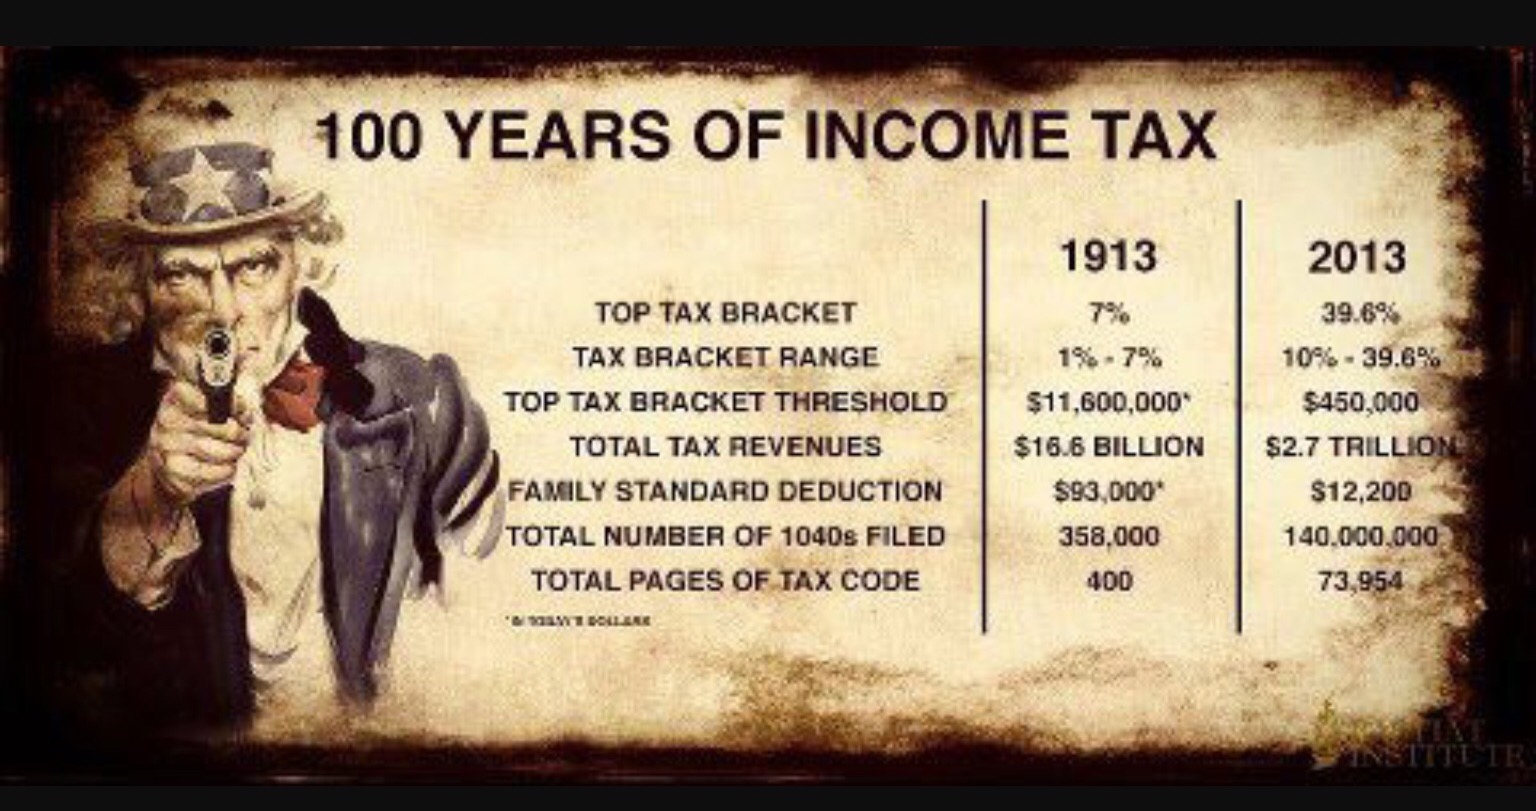 100 YEARS OF INCOME TAX
1913 2013
TOP TAX BRACKET 7% 39.6%
TAX BRACKET RANGE 1% - 7% 10% - 39.6%
TOP TAX BRACKET THRESHOLD $11,600,000* $450,000
TOTAL TAX REVENUES $16.6 BILLION $2.7 TRILLION
FAMILY STANDARD DEDUCTION $93,000* $12,200
TOTAL NUMBER OF 1040s FILED 358,000 140,000,000
TOTAL PAGES OF TAX CODE 400 73,954
*IN TODAY'S DOLLARS
INSTITUTE